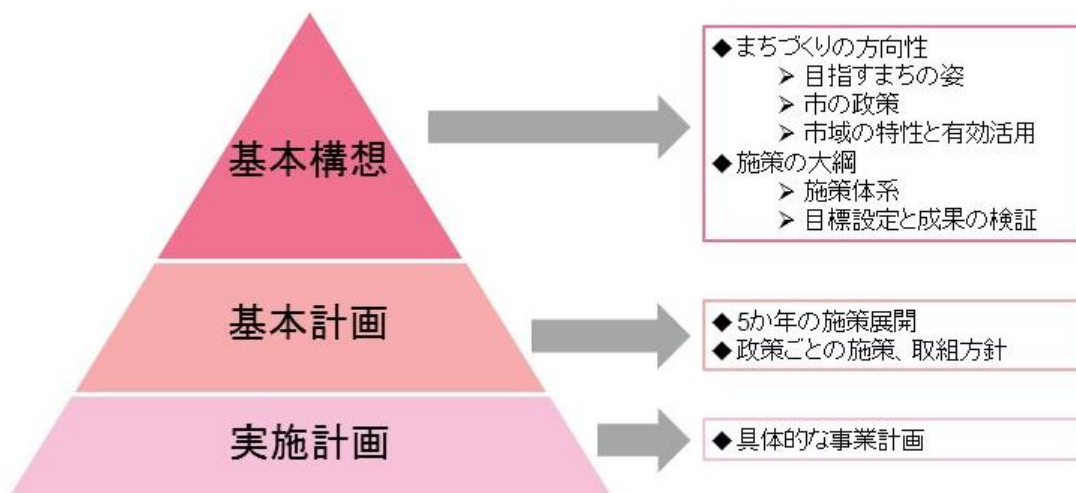 基本構想
◆まちづくりの方向性
➢ 目指すまちの姿
➢ 市の政策
➢ 市域の特性と有効活用
◆施策の大綱
➢ 施策体系
➢ 目標設定と成果の検証
基本計画
◆5か年の施策展開
◆政策ごとの施策、取組方針
実施計画
◆具体的な事業計画